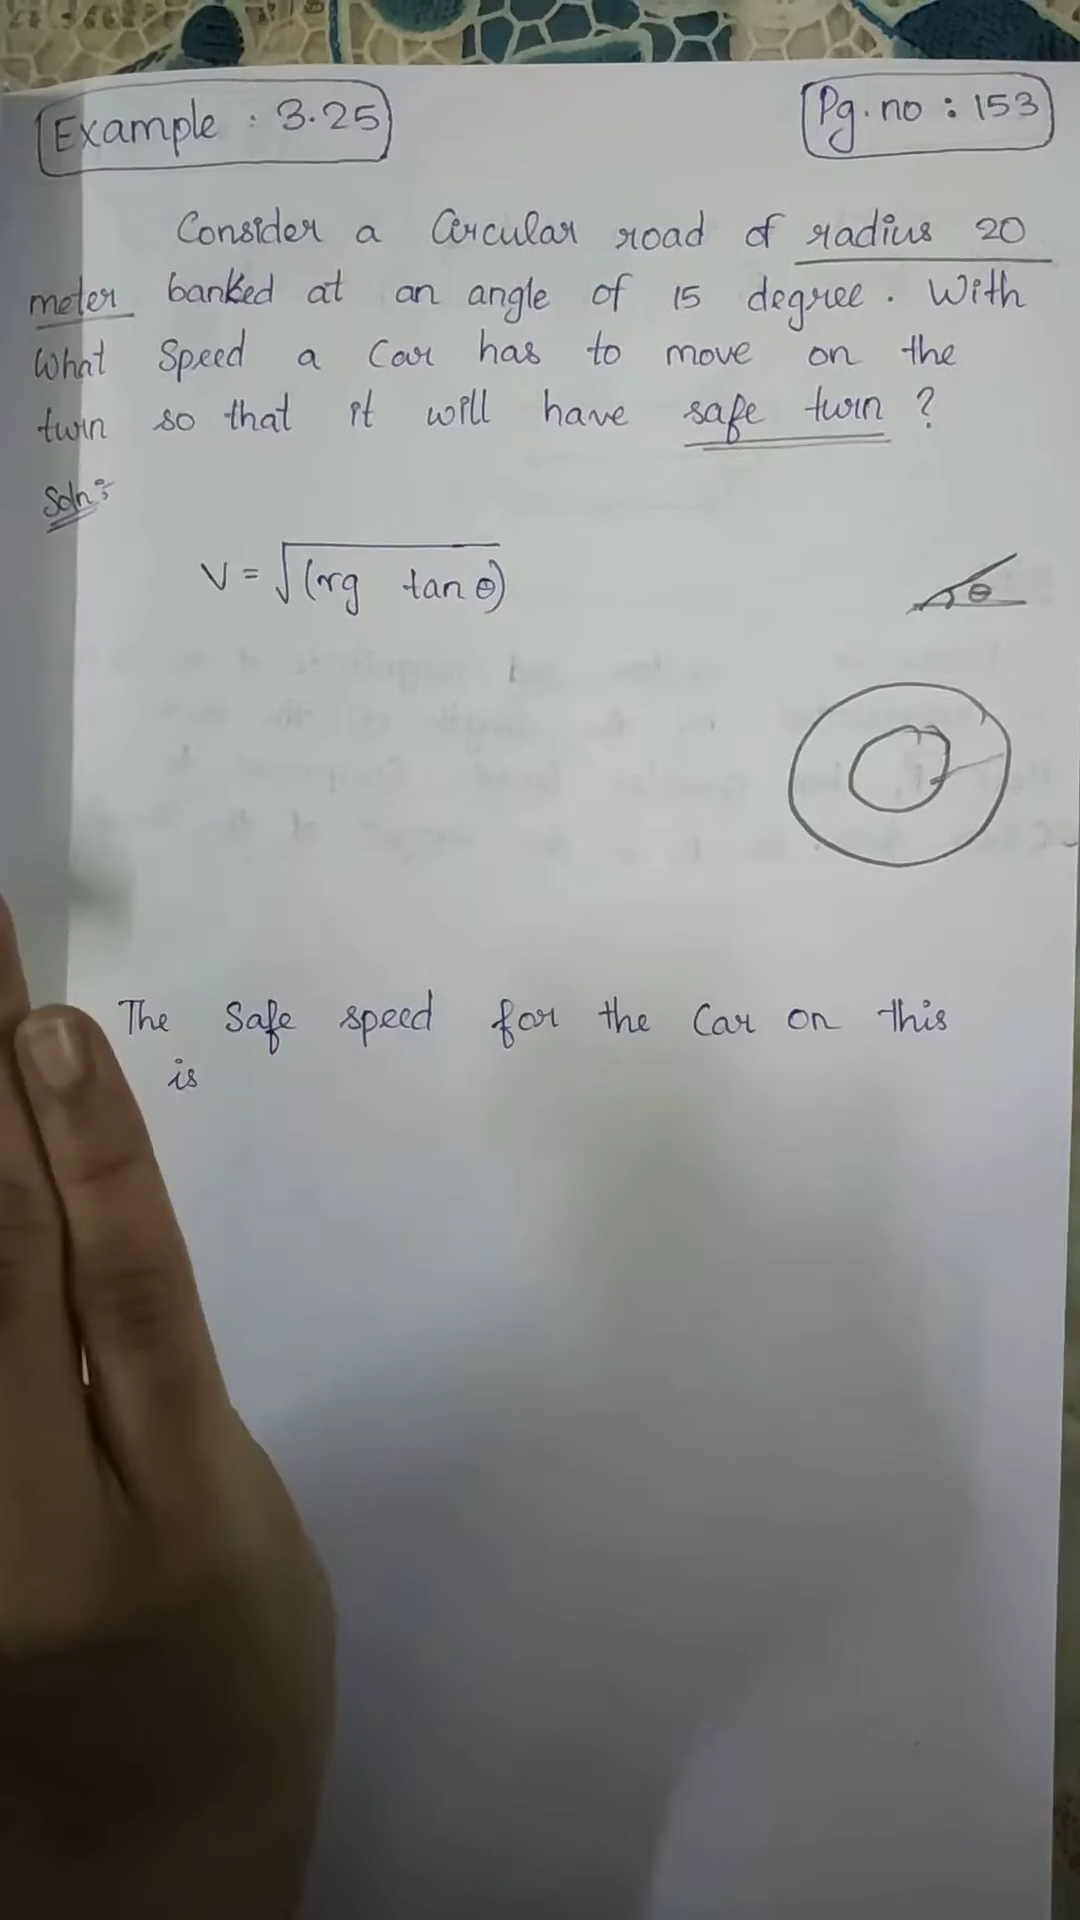 Example : 3.25
Pg. no : 153
Consider a Circular road of radius 20
meter banked at an angle of 15 degree. With
what Speed a Car has to move on the
turn so that it will have safe turn ?
Soln:
V = √(rg tan θ)
θ
The Safe speed for the Car on this
is